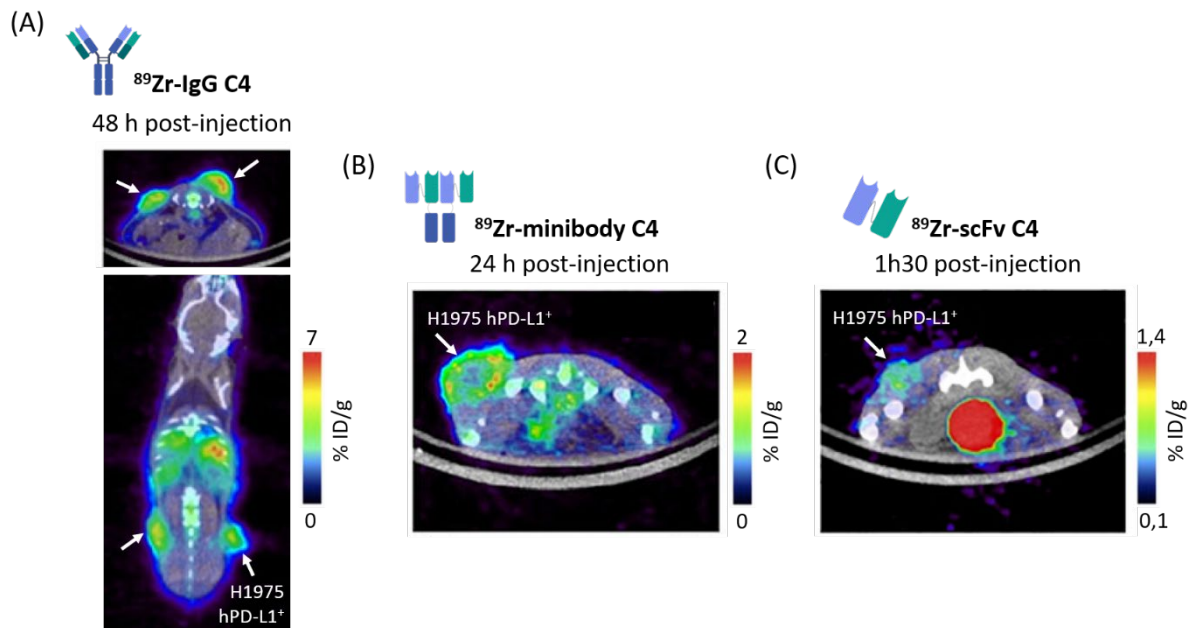 (A)
⁸⁹Zr-IgG C4
48 h post-injection
7
% ID/g
0
H1975
hPD-L1⁺
(B)
⁸⁹Zr-minibody C4
24 h post-injection
H1975 hPD-L1⁺
2
% ID/g
0
(C)
⁸⁹Zr-scFv C4
1h30 post-injection
H1975 hPD-L1⁺
1,4
% ID/g
0,1